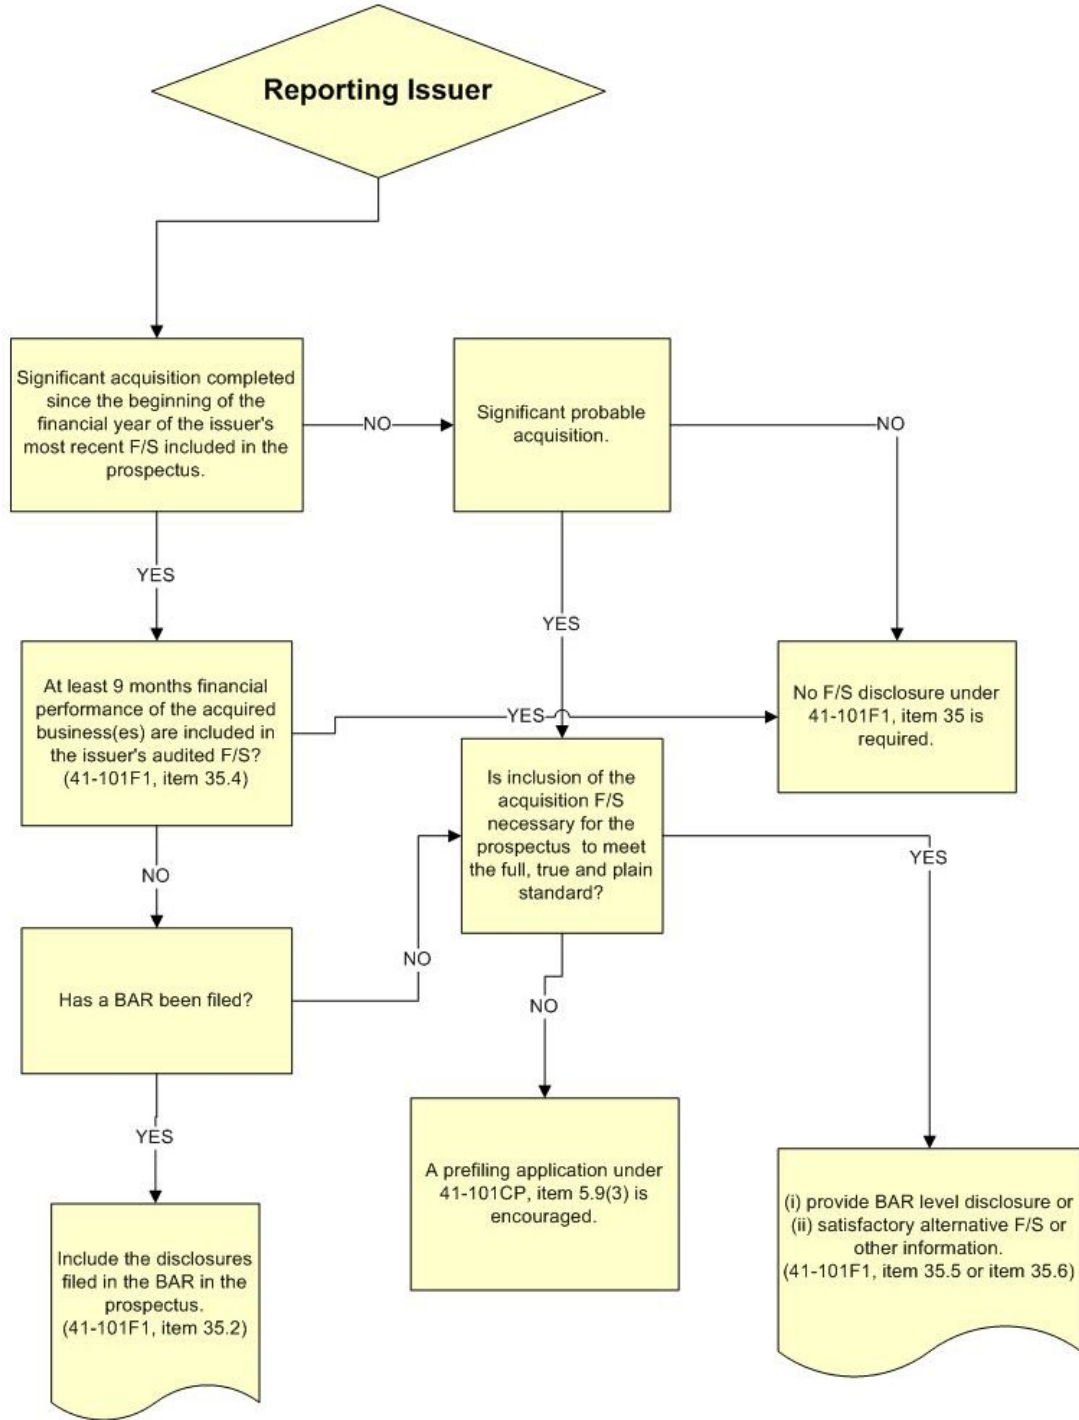 Reporting Issuer
Significant acquisition completed
since the beginning of the
financial year of the issuer's
most recent F/S included in the
prospectus.
NO
Significant probable
acquisition.
NO
YES
YES
At least 9 months financial
performance of the acquired
business(es) are included in
the issuer's audited F/S?
(41-101F1, item 35.4)
YES
No F/S disclosure under
41-101F1, item 35 is
required.
Is inclusion of the
acquisition F/S
necessary for the
prospectus to meet
the full, true and plain
standard?
YES
NO
Has a BAR been filed?
NO
NO
YES
A prefiling application under
41-101CP, item 5.9(3) is
encouraged.
(i) provide BAR level disclosure or
(ii) satisfactory alternative F/S or
other information.
(41-101F1, item 35.5 or item 35.6)
Include the disclosures
filed in the BAR in the
prospectus.
(41-101F1, item 35.2)